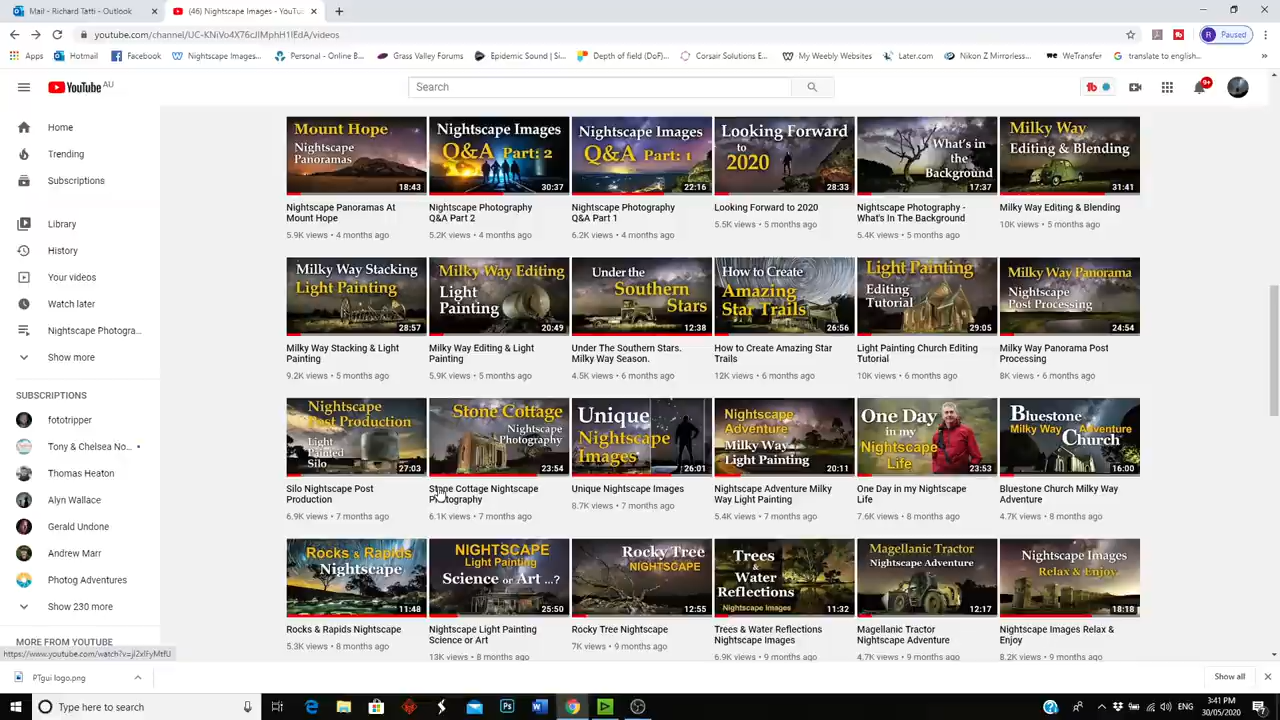 Mail - Richard Tatti - Outlook
(46) Nightscape Images - YouTu
youtube.com/channel/UC-KNiVo4X76cJIMphH1IEdA/videos
Paused
Apps
Gmail
Maps
Facebook
Nightscape Images...
Personal - Online B...
Grass Valley Forums
Epidemic Sound | Si...
Depth of field (DoF)...
Corsair Solutions E...
My Weebly Websites
Later.com
Nikon Z Mirrorless...
WeTransfer
translate to english...
YouTube AU
Search
9+
Home
Trending
Subscriptions
Library
History
Your videos
Watch later
Nightscape Photogra...
Show more
SUBSCRIPTIONS
fototripper
Tony & Chelsea No...
Thomas Heaton
Alyn Wallace
Gerald Undone
Andrew Marr
Photog Adventures
Show 230 more
MORE FROM YOUTUBE
Mount Hope
Nightscape
Panoramas
18:43
Nightscape Panoramas At
Mount Hope
5.9K views • 4 months ago
Nightscape Images
Q&A Part: 2
30:37
Nightscape Photography
Q&A Part 2
5.2K views • 4 months ago
Nightscape Images
Q&A Part: 1
22:16
Nightscape Photography
Q&A Part 1
6.2K views • 4 months ago
Looking Forward
to
2020
28:33
Looking Forward to 2020
5.5K views • 5 months ago
What's in
the
Background
17:37
Nightscape Photography -
What's In The Background
5.4K views • 5 months ago
Milky Way
Editing & Blending
31:41
Milky Way Editing & Blending
10K views • 5 months ago
Milky Way Stacking
Light Painting
28:57
Milky Way Stacking & Light
Painting
9.2K views • 5 months ago
Milky Way Editing
Light
Painting
20:49
Milky Way Editing & Light
Painting
5.9K views • 5 months ago
Under the
Southern
Stars
12:38
Under The Southern Stars.
Milky Way Season.
4.5K views • 6 months ago
How to Create
Amazing
Star Trails
26:56
How to Create Amazing Star
Trails
12K views • 6 months ago
Light Painting
Editing
Tutorial
29:05
Light Painting Church Editing
Tutorial
10K views • 6 months ago
Milky Way Panorama
Nightscape
Post Processing
24:54
Milky Way Panorama Post
Processing
8K views • 6 months ago
Nightscape
Post Production
Light
Painted
Silo
27:03
Silo Nightscape Post
Production
6.9K views • 7 months ago
Stone Cottage
Nightscape
Photography
23:54
Stone Cottage Nightscape
Photography
6.1K views • 7 months ago
Unique
Nightscape
Images
26:01
Unique Nightscape Images
8.7K views • 7 months ago
Nightscape
Adventure
Milky Way
Light Painting
20:11
Nightscape Adventure Milky
Way Light Painting
5.4K views • 7 months ago
One Day
in my
Nightscape
Life
23:53
One Day in my Nightscape
Life
7.6K views • 8 months ago
Bluestone
Milky Way Adventure
Church
16:00
Bluestone Church Milky Way
Adventure
4.7K views • 8 months ago
Rocks & Rapids
Nightscape
11:48
Rocks & Rapids Nightscape
5.3K views • 8 months ago
NIGHTSCAPE
Light Painting
Science or Art ...?
25:50
Nightscape Light Painting
Science or Art
13K views • 8 months ago
Rocky Tree
NIGHTSCAPE
12:55
Rocky Tree Nightscape
7K views • 9 months ago
Trees
&
Water
Reflections
Nightscape Images
11:32
Trees & Water Reflections
Nightscape Images
6.9K views • 9 months ago
Magellanic Tractor
Nightscape Adventure
12:17
Magellanic Tractor
Nightscape Adventure
4.7K views • 9 months ago
Nightscape Images
Relax & Enjoy
18:18
Nightscape Images Relax &
Enjoy
8.2K views • 9 months ago
PTgui logo.png
Show all
Type here to search
ENG
3:41 PM
30/05/2020